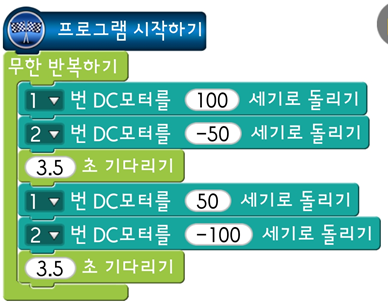 프로그램 시작하기
무한 반복하기
1 번 DC모터를 100 세기로 돌리기
2 번 DC모터를 -50 세기로 돌리기
3.5 초 기다리기
1 번 DC모터를 50 세기로 돌리기
2 번 DC모터를 -100 세기로 돌리기
3.5 초 기다리기